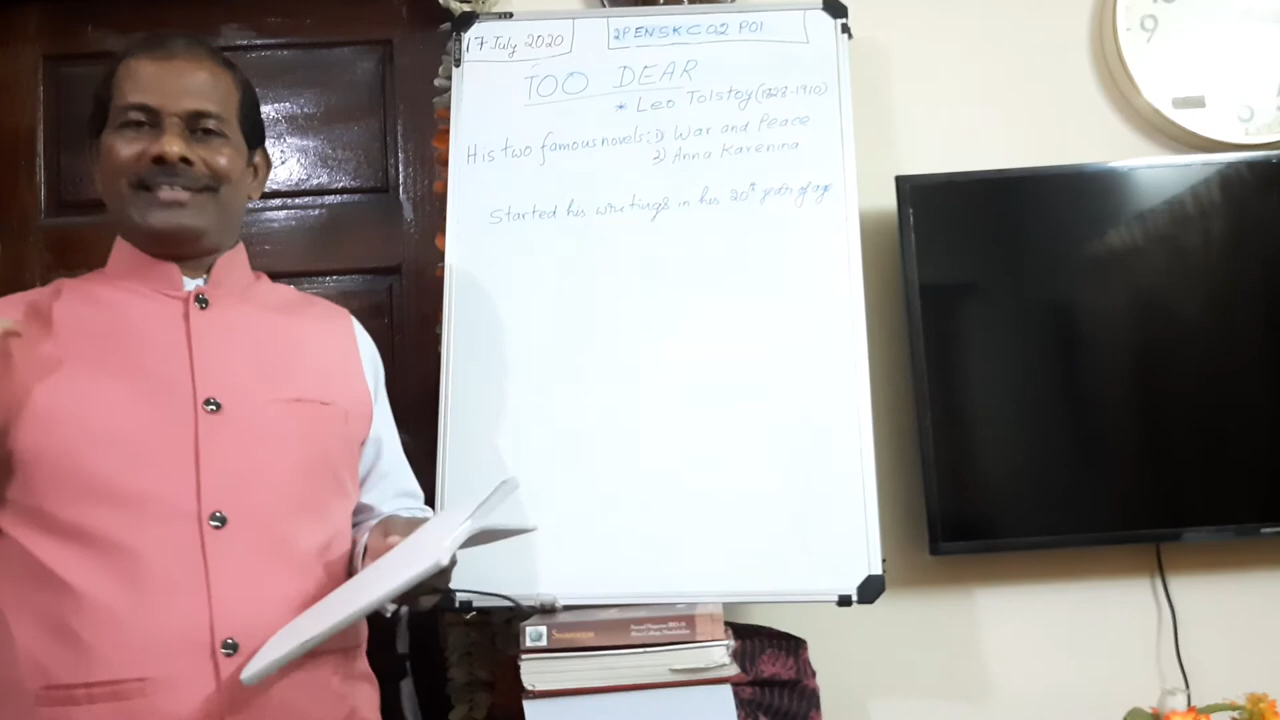 17 July 2020
2PENSKC02 P01
TOO DEAR
* Leo Tolstoy (1828-1910)
His two famous novels: 1) War and Peace
2) Anna Karenina
Started his writings in his 20th years of age
9